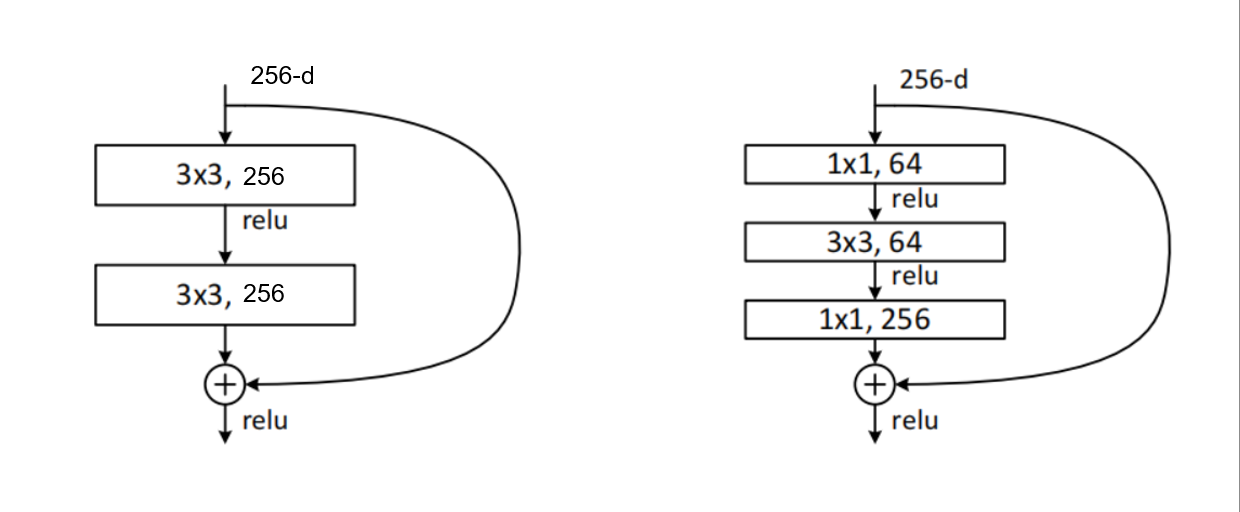 256-d
3x3, 256
relu
3x3, 256
relu
256-d
1x1, 64
relu
3x3, 64
relu
1x1, 256
relu